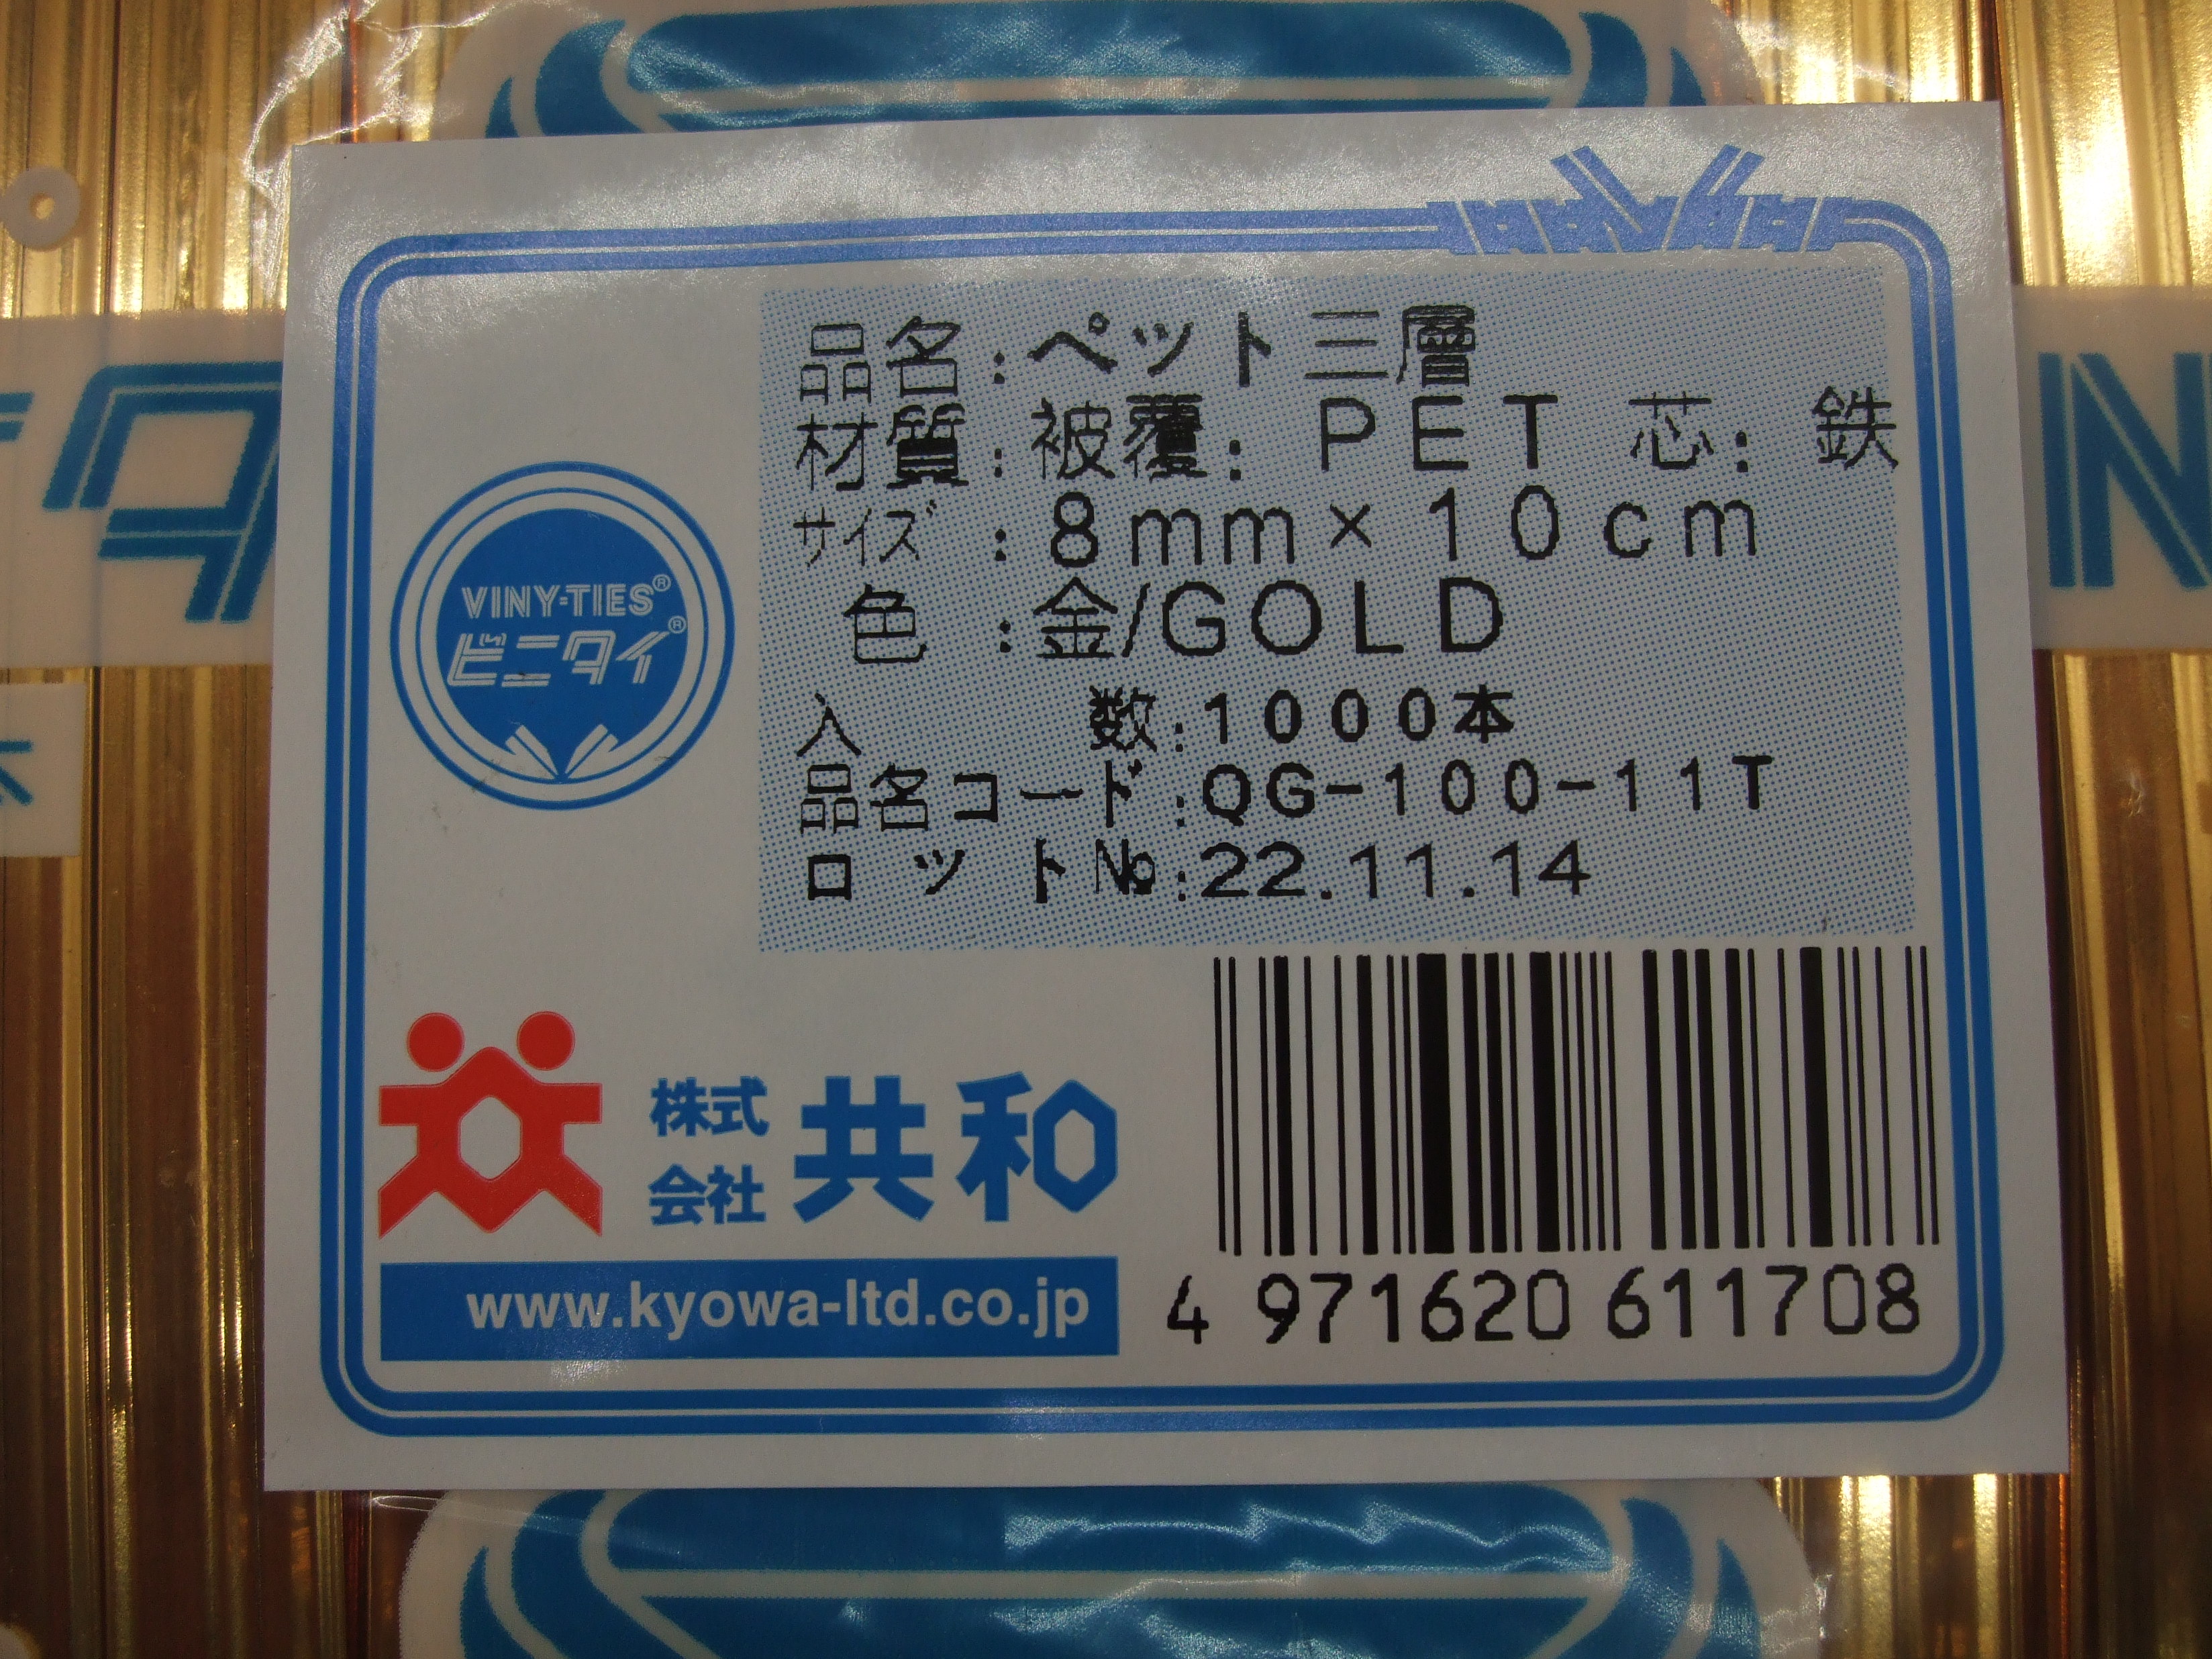 品名:ペット三層
材質:被覆:PET 芯:鉄
サイズ:8mm×10cm
色:金/GOLD
入数:1000本
品名コード:QG-100-11T
ロットNo.:22.11.14
VINY-TIES®
ビニタイ®
株式会社 共和
www.kyowa-ltd.co.jp
4 971620 611708
タ
N